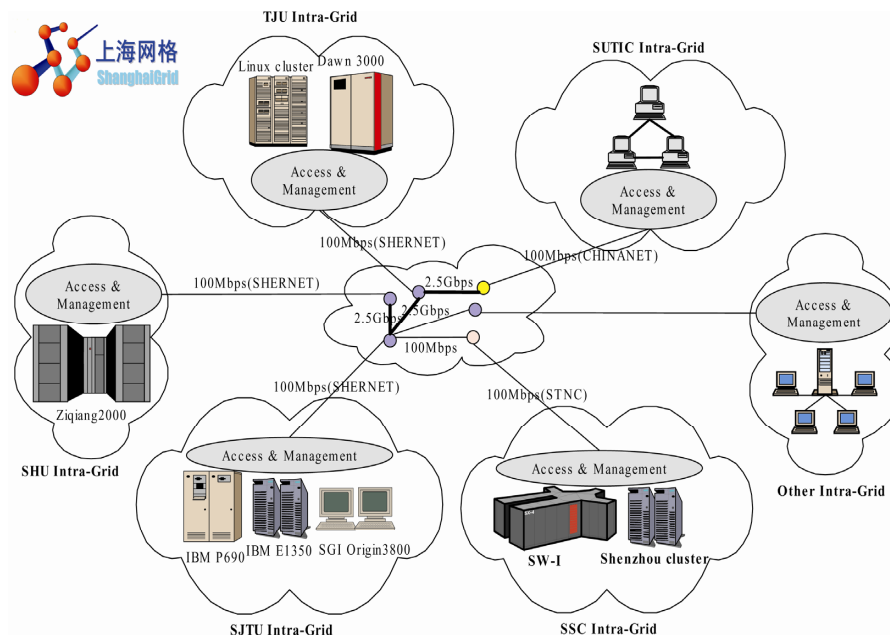 TJU Intra-Grid
上海网格
ShanghaiGrid
Linux cluster
Dawn 3000
SUTIC Intra-Grid
Access &
Management
Access &
Management
100Mbps(SHERNET)
100Mbps(CHINANET)
Access &
Management
100Mbps(SHERNET)
2.5Gbps
2.5Gbps
2.5Gbps
100Mbps
Access &
Management
Ziqiang2000
SHU Intra-Grid
100Mbps(SHERNET)
100Mbps(STNC)
Access & Management
IBM P690
IBM E1350
SGI Origin3800
SJTU Intra-Grid
Access & Management
SW-I
Shenzhou cluster
SSC Intra-Grid
Other Intra-Grid